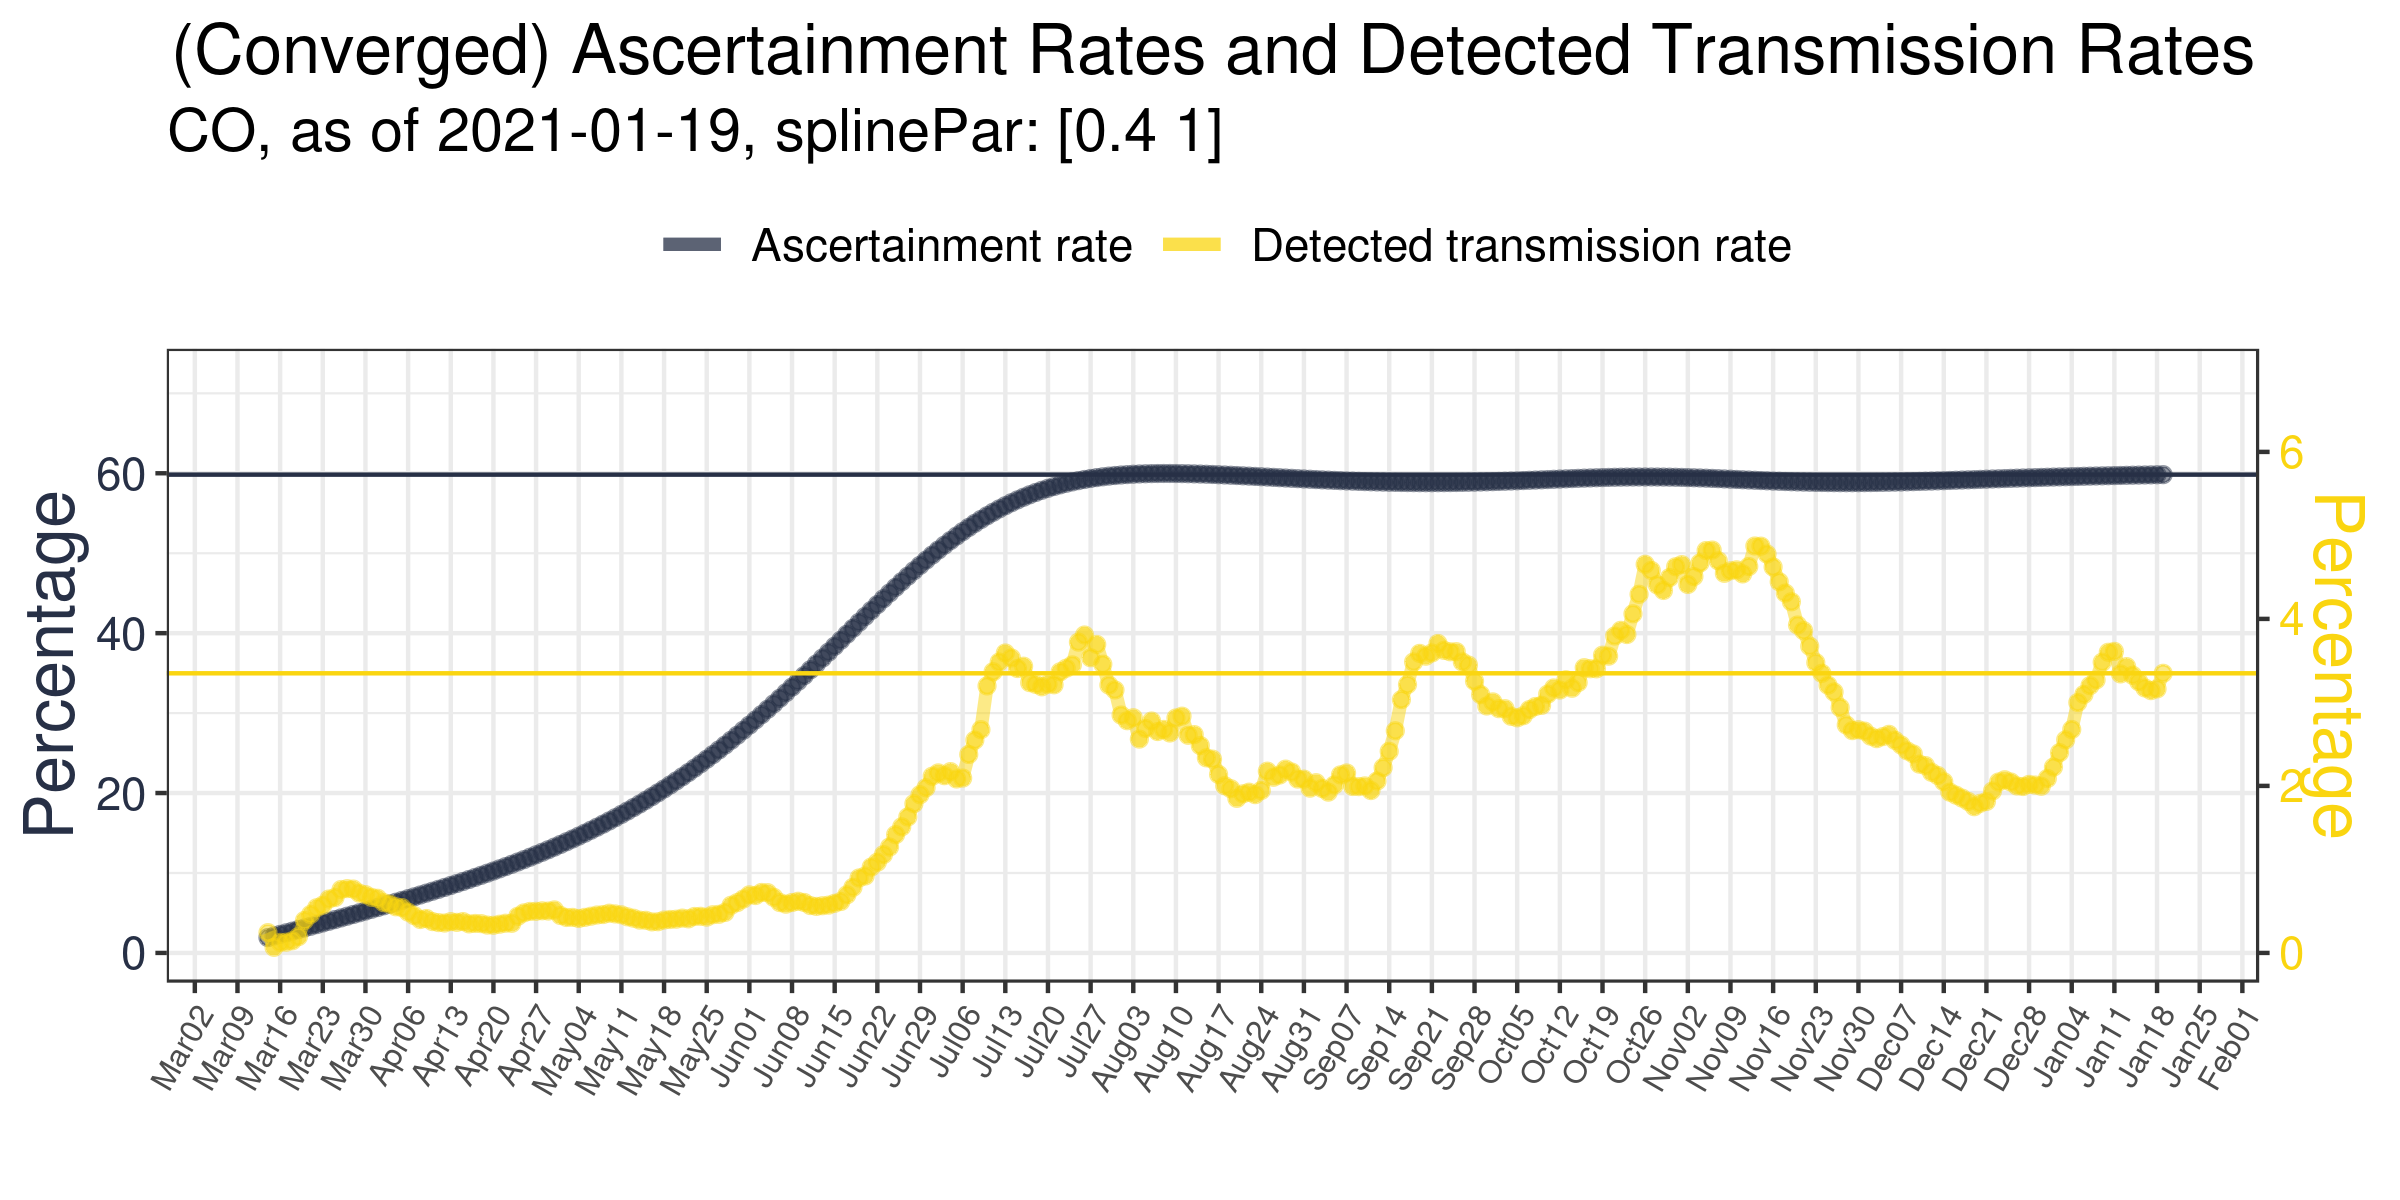 (Converged) Ascertainment Rates and Detected Transmission Rates
CO, as of 2021-01-19, splinePar: [0.4 1]
Ascertainment rate Detected transmission rate
Percentage
60
40
20
0
6
4
2
0
Percentage
Mar02 Mar09 Mar16 Mar23 Mar30 Apr06 Apr13 Apr20 Apr27 May04 May11 May18 May25 Jun01 Jun08 Jun15 Jun22 Jun29 Jul06 Jul13 Jul20 Jul27 Aug03 Aug10 Aug17 Aug24 Aug31 Sep07 Sep14 Sep21 Sep28 Oct05 Oct12 Oct19 Oct26 Nov02 Nov09 Nov16 Nov23 Nov30 Dec07 Dec14 Dec21 Dec28 Jan04 Jan11 Jan18 Jan25 Feb01